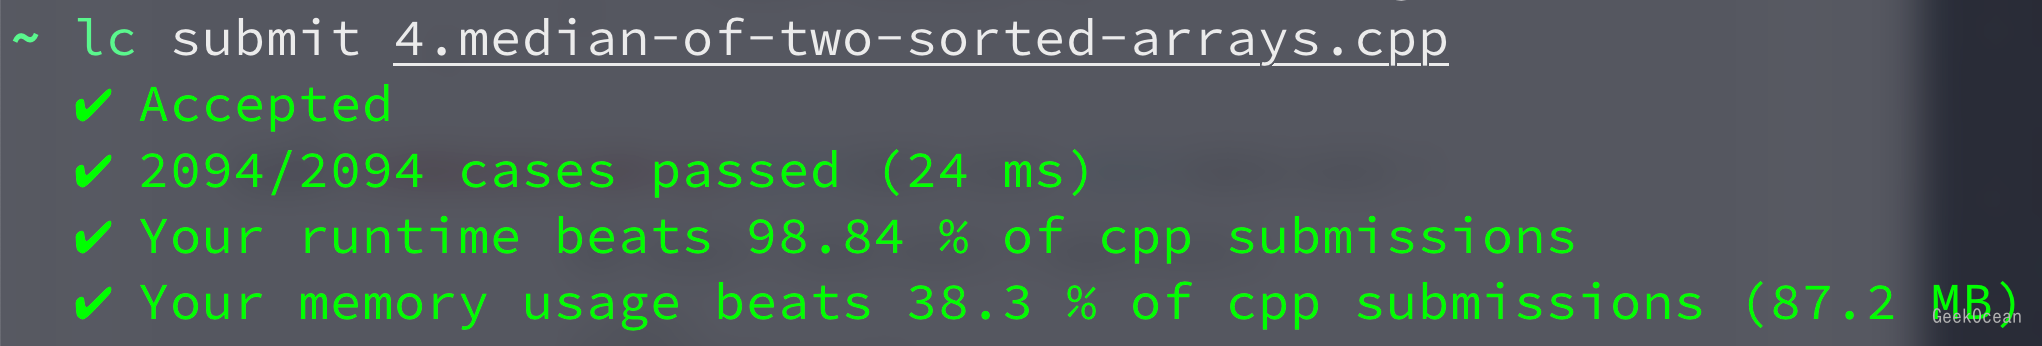 ~ lc submit 4.median-of-two-sorted-arrays.cpp
✔ Accepted
✔ 2094/2094 cases passed (24 ms)
✔ Your runtime beats 98.84 % of cpp submissions
✔ Your memory usage beats 38.3 % of cpp submissions (87.2 MB)
GeekOcean